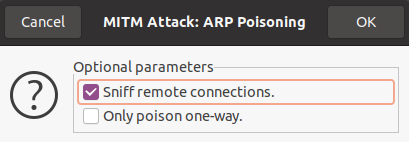 Cancel
MITM Attack: ARP Poisoning
OK
Optional parameters
?
Sniff remote connections.
Only poison one-way.